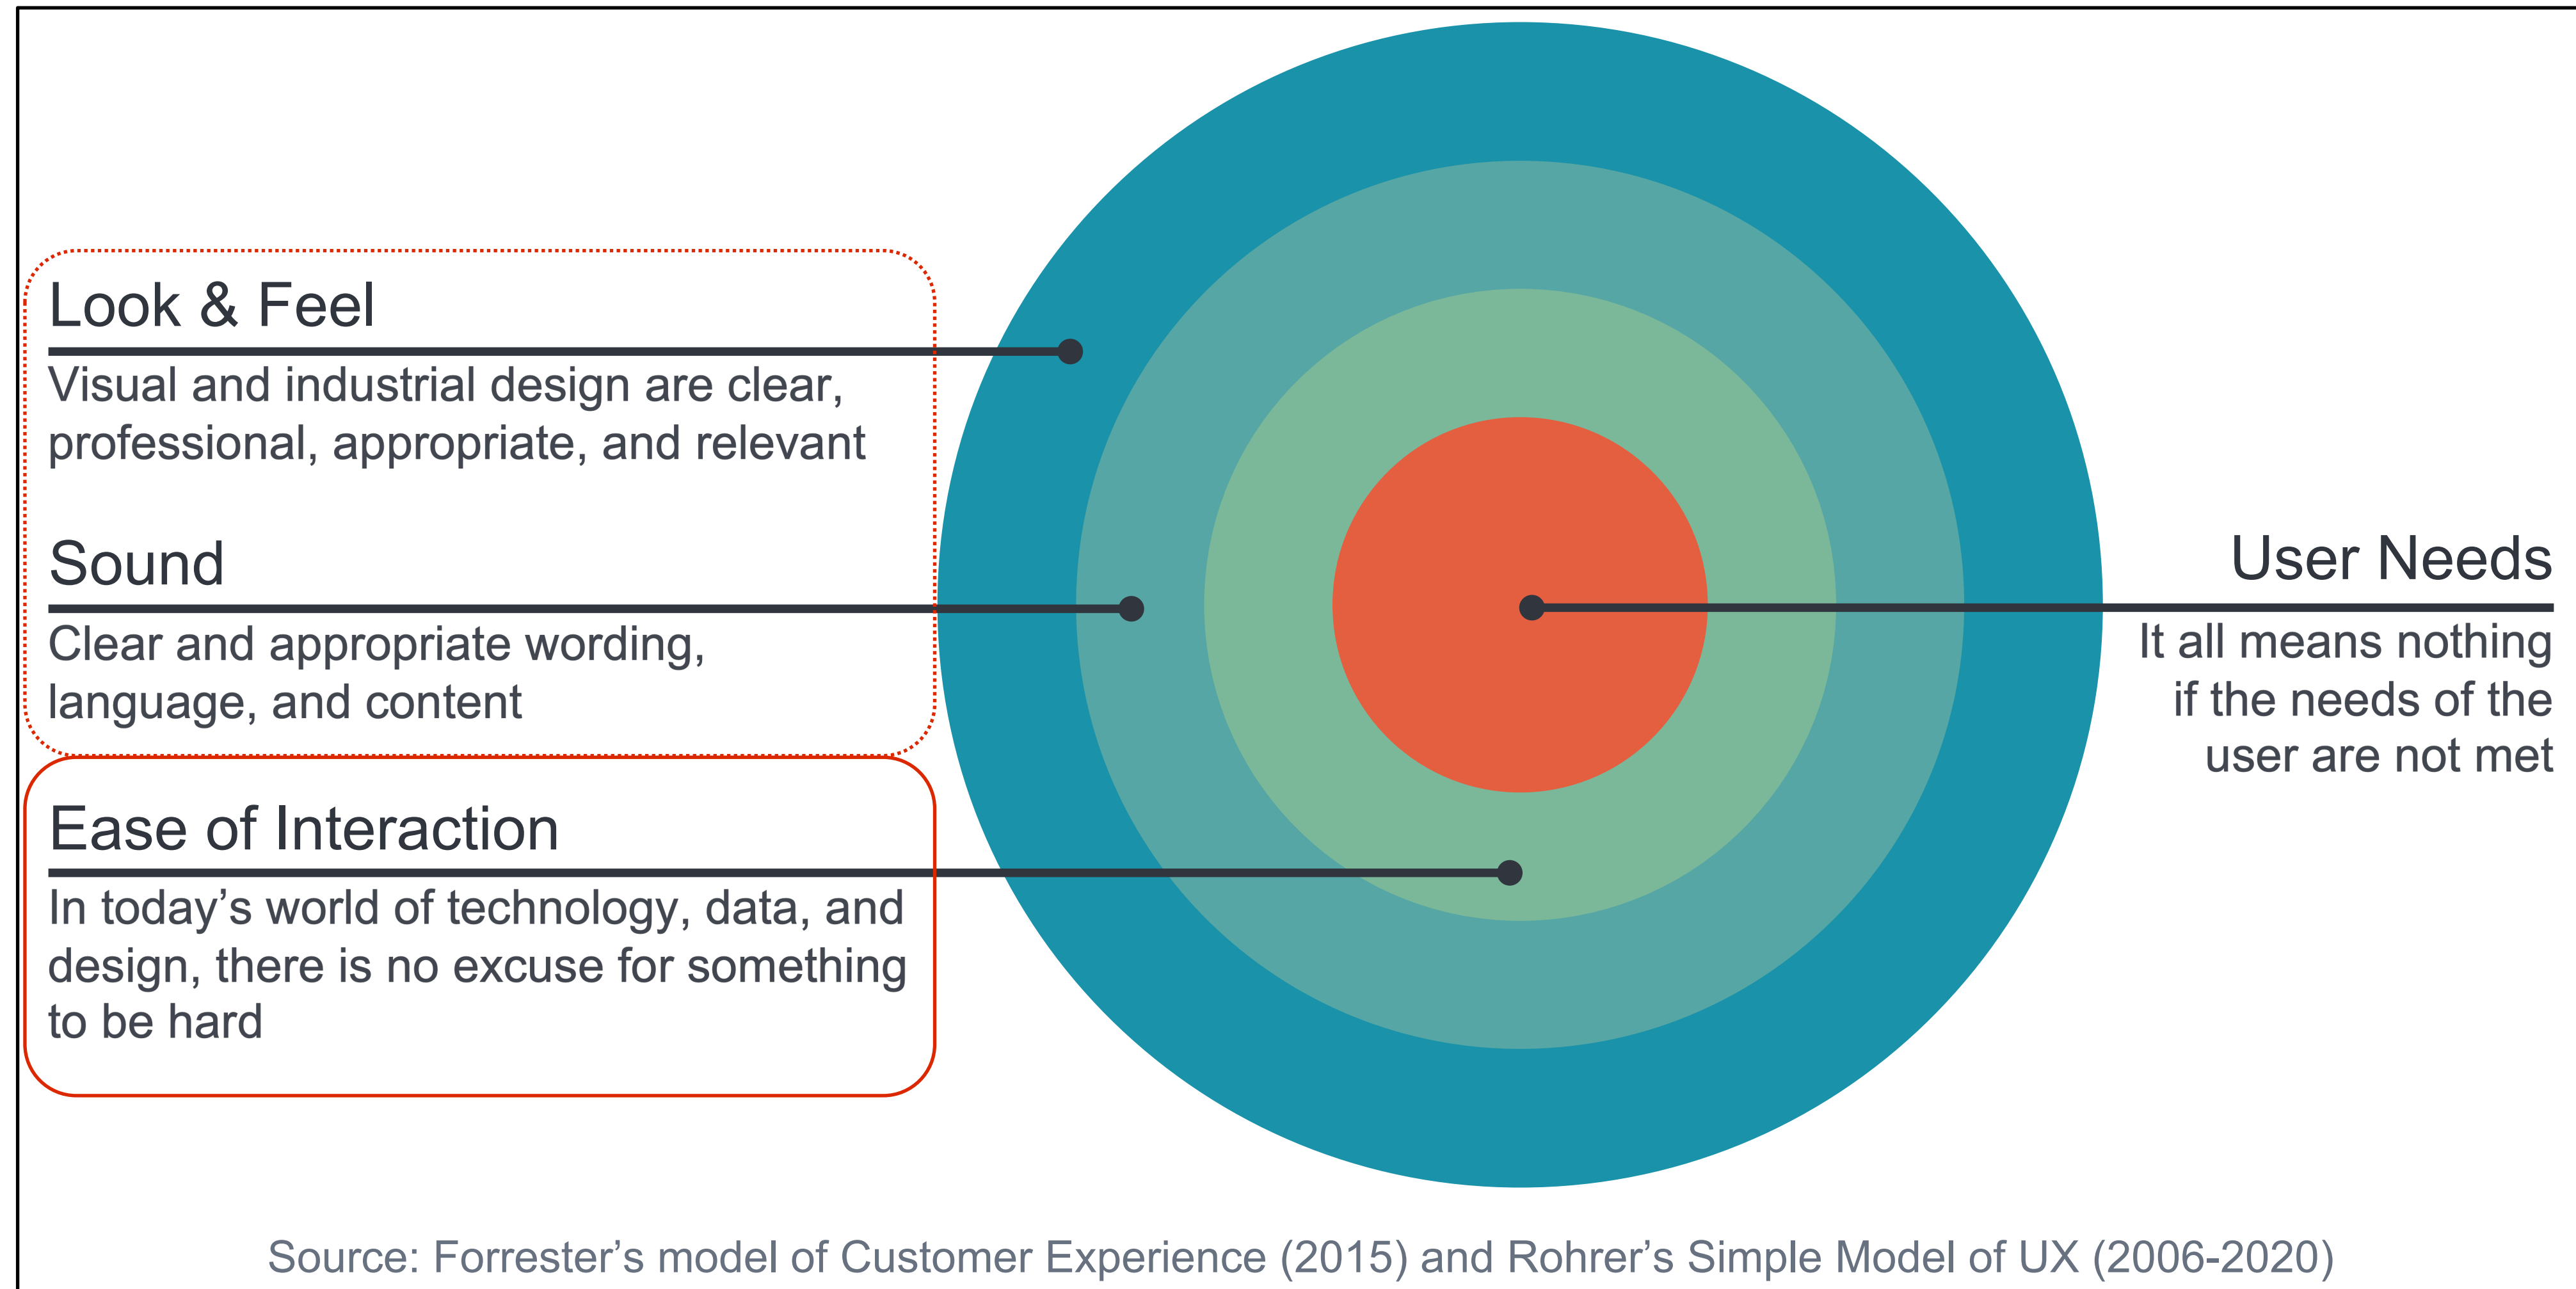 Look & Feel
Visual and industrial design are clear,
professional, appropriate, and relevant
Sound
Clear and appropriate wording,
language, and content
Ease of Interaction
In today’s world of technology, data, and
design, there is no excuse for something
to be hard
User Needs
It all means nothing
if the needs of the
user are not met
Source: Forrester’s model of Customer Experience (2015) and Rohrer’s Simple Model of UX (2006-2020)